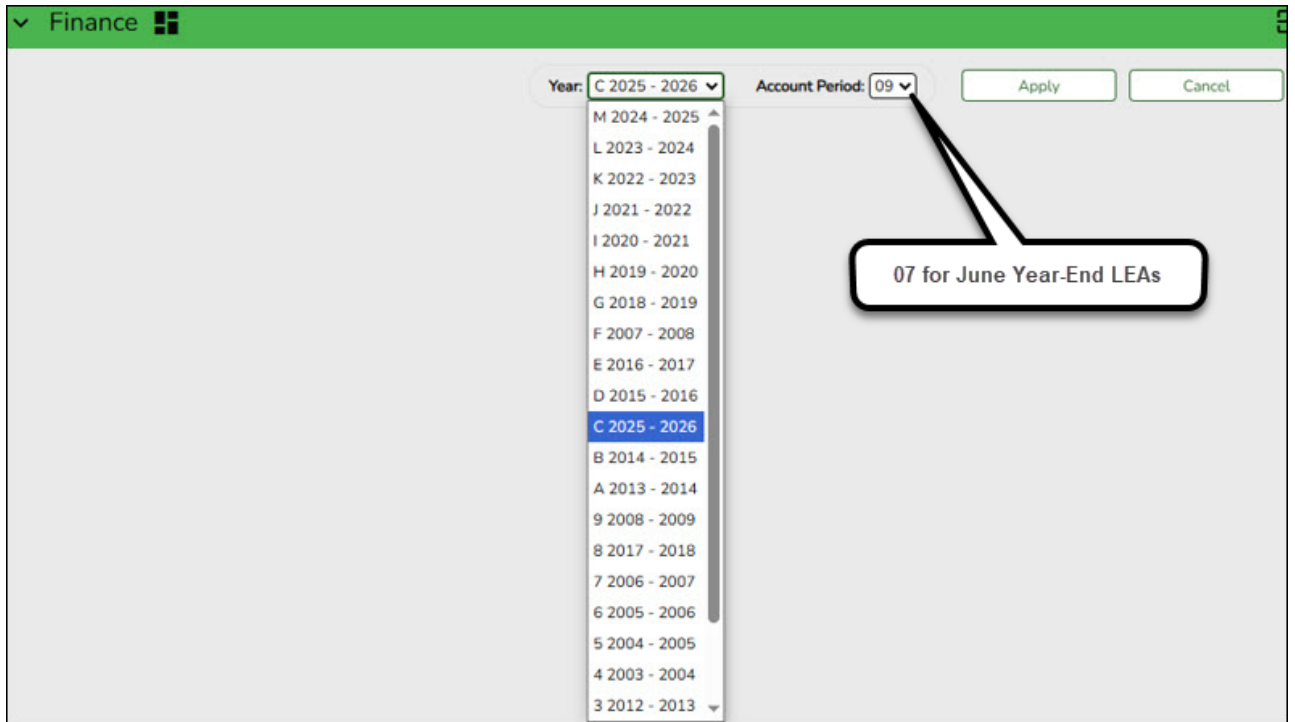 Finance
Year: C 2025 - 2026 Account Period: 09 Apply Cancel
M 2024 - 2025
L 2023 - 2024
K 2022 - 2023
J 2021 - 2022
I 2020 - 2021
H 2019 - 2020
G 2018 - 2019
F 2007 - 2008
E 2016 - 2017
D 2015 - 2016
C 2025 - 2026
B 2014 - 2015
A 2013 - 2014
9 2008 - 2009
8 2017 - 2018
7 2006 - 2007
6 2005 - 2006
5 2004 - 2005
4 2003 - 2004
3 2012 - 2013
07 for June Year-End LEAs